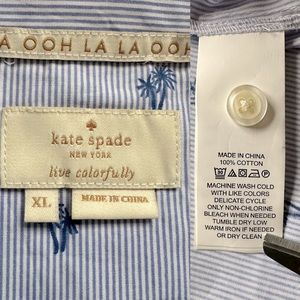 A OOH LA LA OOH
kate spade
NEW YORK
live colorfully
XL
MADE IN CHINA
MADE IN CHINA
100% COTTON
MACHINE WASH COLD
WITH LIKE COLORS
DELICATE CYCLE
ONLY NON-CHLORINE
BLEACH WHEN NEEDED
TUMBLE DRY LOW
WARM IRON IF NEEDED
OR DRY CLEAN